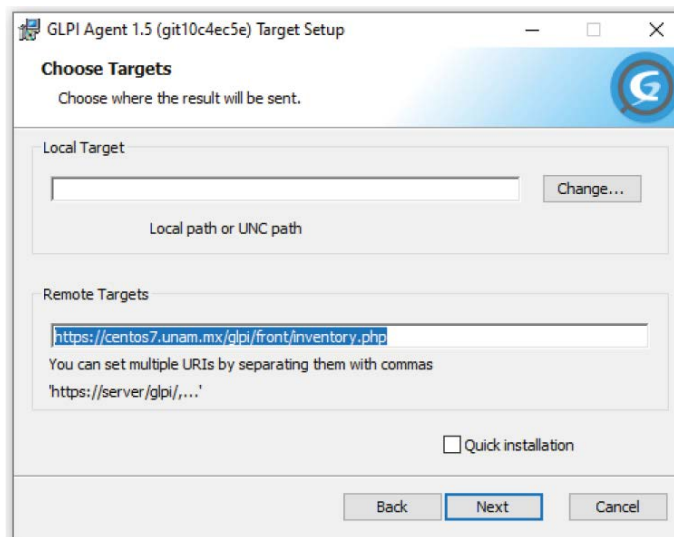 GLPI Agent 1.5 (git10c4ec5e) Target Setup
Choose Targets
Choose where the result will be sent.
Local Target
Change...
Local path or UNC path
Remote Targets
https://centos7.unam.mx/glpi/front/inventory.php
You can set multiple URIs by separating them with commas
'https://server/glpi/,...'
Quick installation
Back Next Cancel